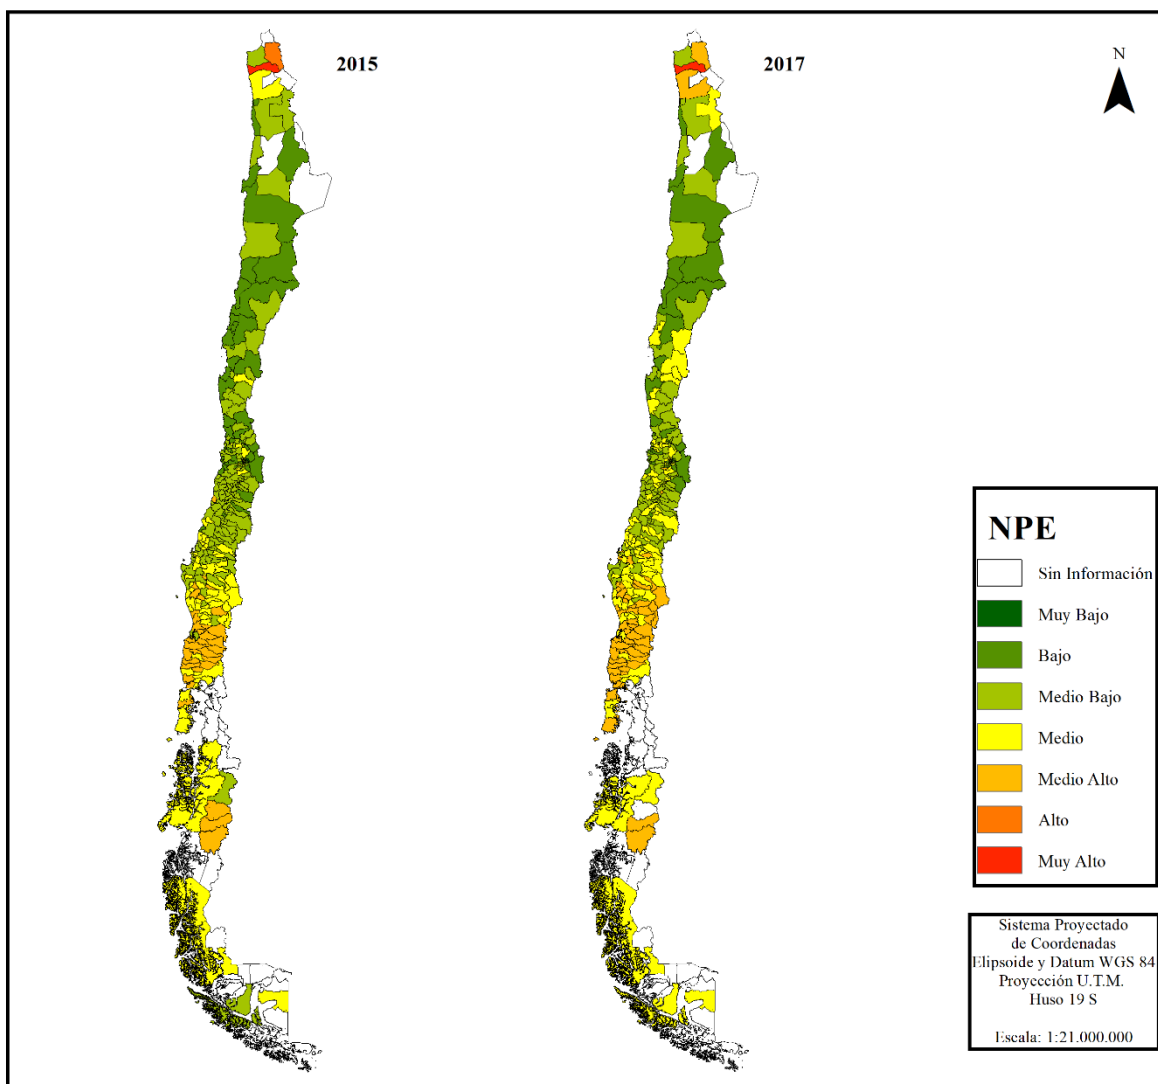 2015
2017
N
NPE
Sin Información
Muy Bajo
Bajo
Medio Bajo
Medio
Medio Alto
Alto
Muy Alto
Sistema Proyectado
de Coordenadas
Elipsoide y Datum WGS 84
Proyección U.T.M.
Huso 19 S
Escala: 1:21.000.000